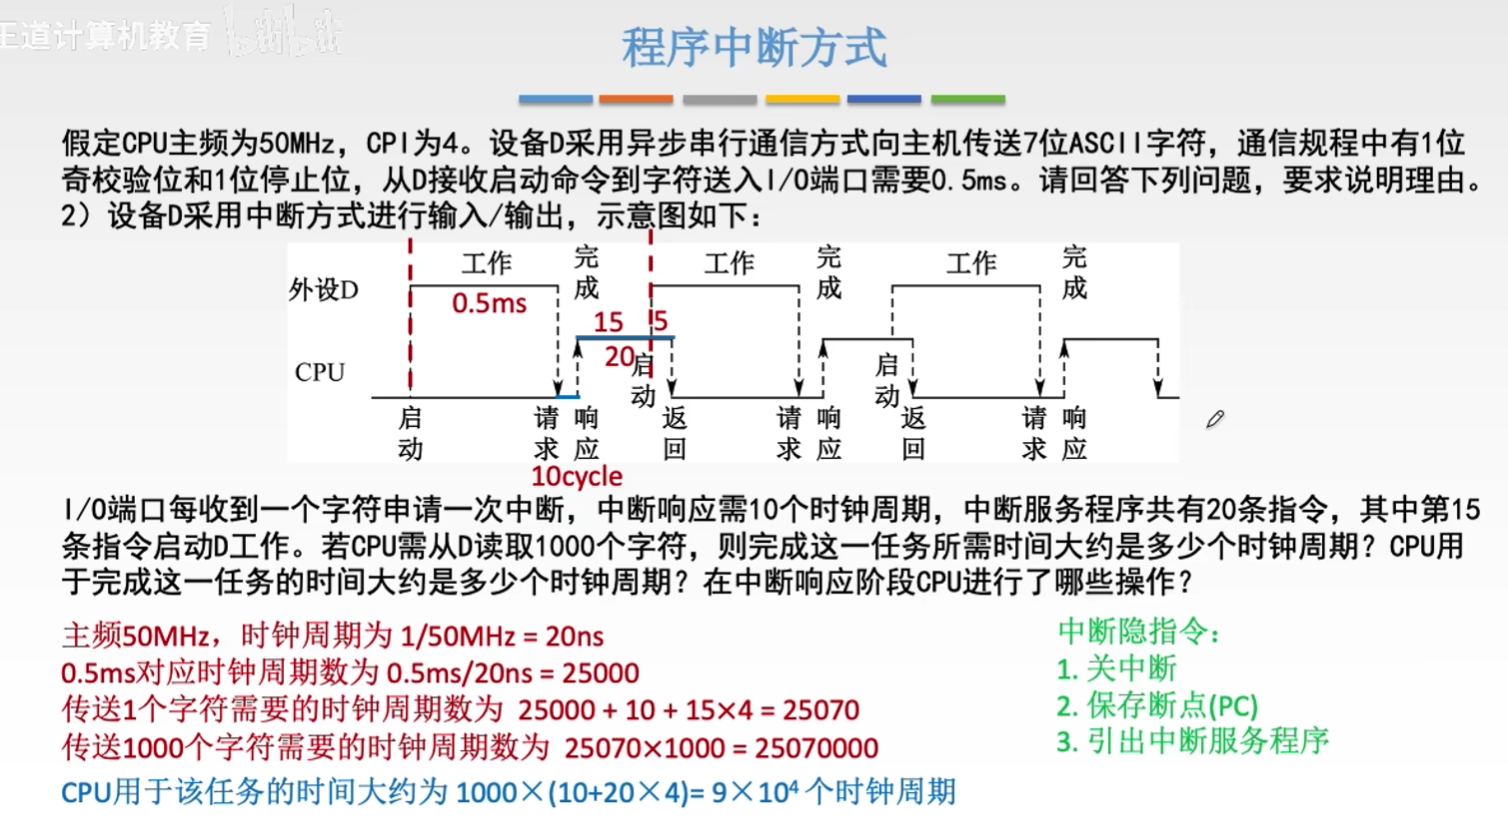 王道计算机教育 bilibili
程序中断方式
假定CPU主频为50MHz，CPI为4。设备D采用异步串行通信方式向主机传送7位ASCII字符，通信规程中有1位
奇校验位和1位停止位，从D接收启动命令到字符送入I/O端口需要0.5ms。请回答下列问题，要求说明理由。
2）设备D采用中断方式进行输入/输出，示意图如下：
工作 完成 工作 完成 工作 完成
外设D
0.5ms
15 5
20
CPU
启动 启动
启动 请求 响应 返回 请求 响应 返回 请求 响应
10cycle
I/O端口每收到一个字符申请一次中断，中断响应需10个时钟周期，中断服务程序共有20条指令，其中第15
条指令启动D工作。若CPU需从D读取1000个字符，则完成这一任务所需时间大约是多少个时钟周期？CPU用
于完成这一任务的时间大约是多少个时钟周期？在中断响应阶段CPU进行了哪些操作？
主频50MHz，时钟周期为 1/50MHz = 20ns
0.5ms对应时钟周期数为 0.5ms/20ns = 25000
传送1个字符需要的时钟周期数为 25000 + 10 + 15×4 = 25070
传送1000个字符需要的时钟周期数为 25070×1000 = 25070000
CPU用于该任务的时间大约为 1000×(10+20×4)= 9×10⁴ 个时钟周期
中断隐指令：
1. 关中断
2. 保存断点(PC)
3. 引出中断服务程序